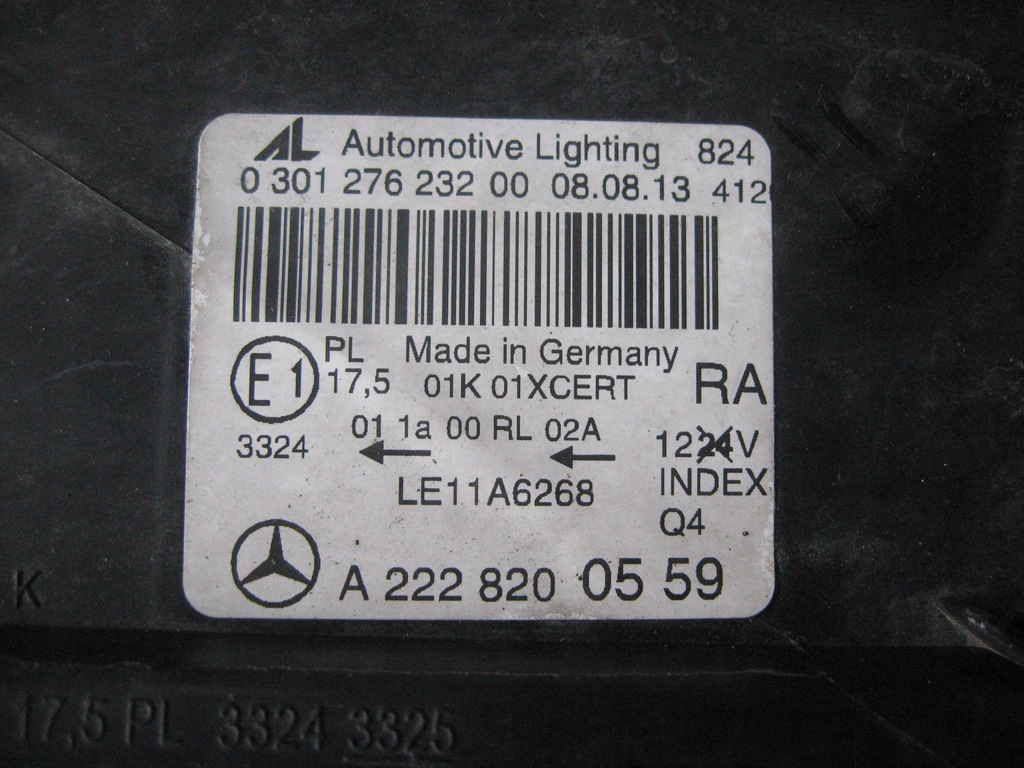 AL Automotive Lighting 824
0 301 276 232 00 08.08.13 412
E1 PL Made in Germany
17,5 01K 01XCERT RA
01 1a 00 RL 02A
3324 ← ← 1224V
LE11A6268 INDEX
Q4
A 222 820 05 59
K
17,5 PL 3324 3325